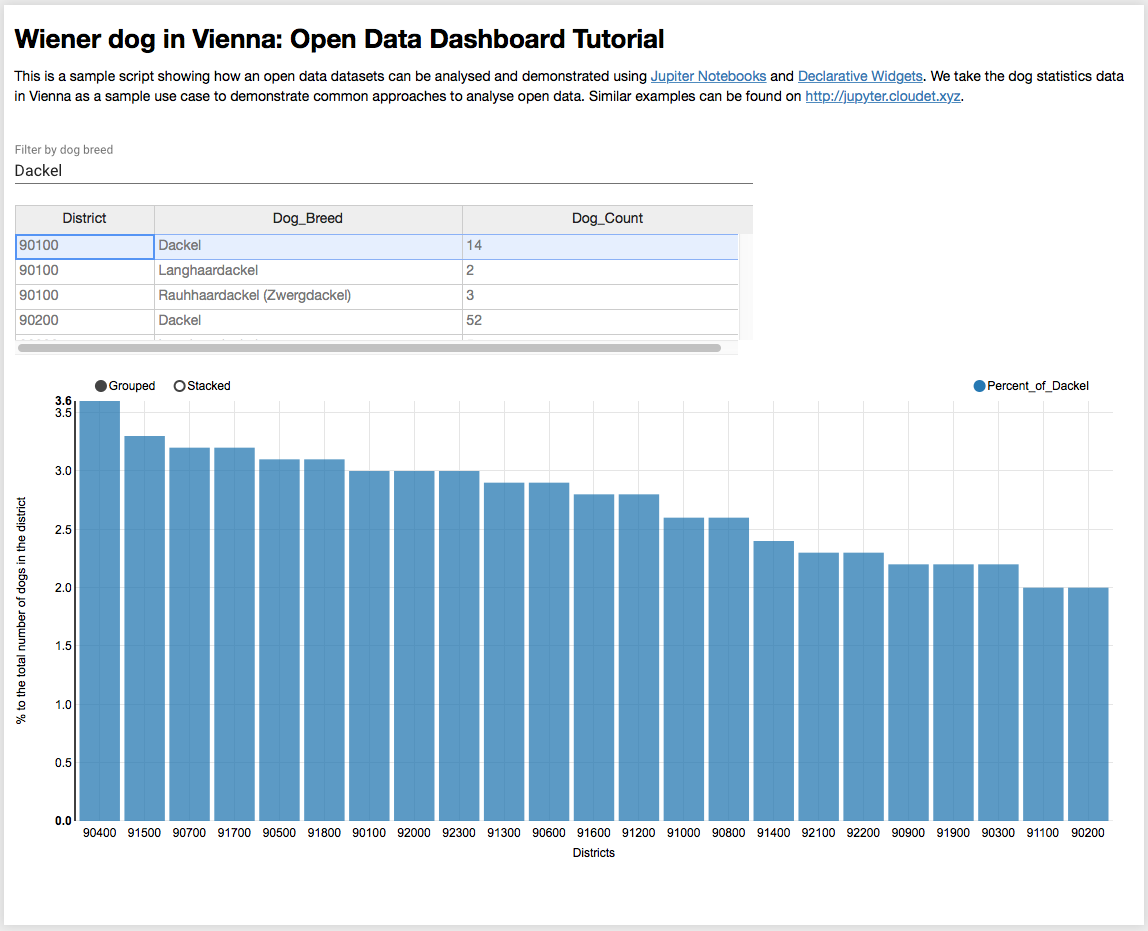 Wiener dog in Vienna: Open Data Dashboard Tutorial
This is a sample script showing how an open data datasets can be analysed and demonstrated using Jupiter Notebooks and Declarative Widgets. We take the dog statistics data
in Vienna as a sample use case to demonstrate common approaches to analyse open data. Similar examples can be found on http://jupyter.cloudet.xyz.
Filter by dog breed
Dackel
District Dog_Breed Dog_Count
90100 Dackel 14
90100 Langhaardackel 2
90100 Rauhhaardackel (Zwergdackel) 3
90200 Dackel 52
Grouped Stacked Percent_of_Dackel
3.6
3.5
3.0
2.5
2.0
1.5
1.0
0.5
0.0
% to the total number of dogs in the district
90400 91500 90700 91700 90500 91800 90100 92000 92300 91300 90600 91600 91200 91000 90800 91400 92100 92200 90900 91900 90300 91100 90200
Districts